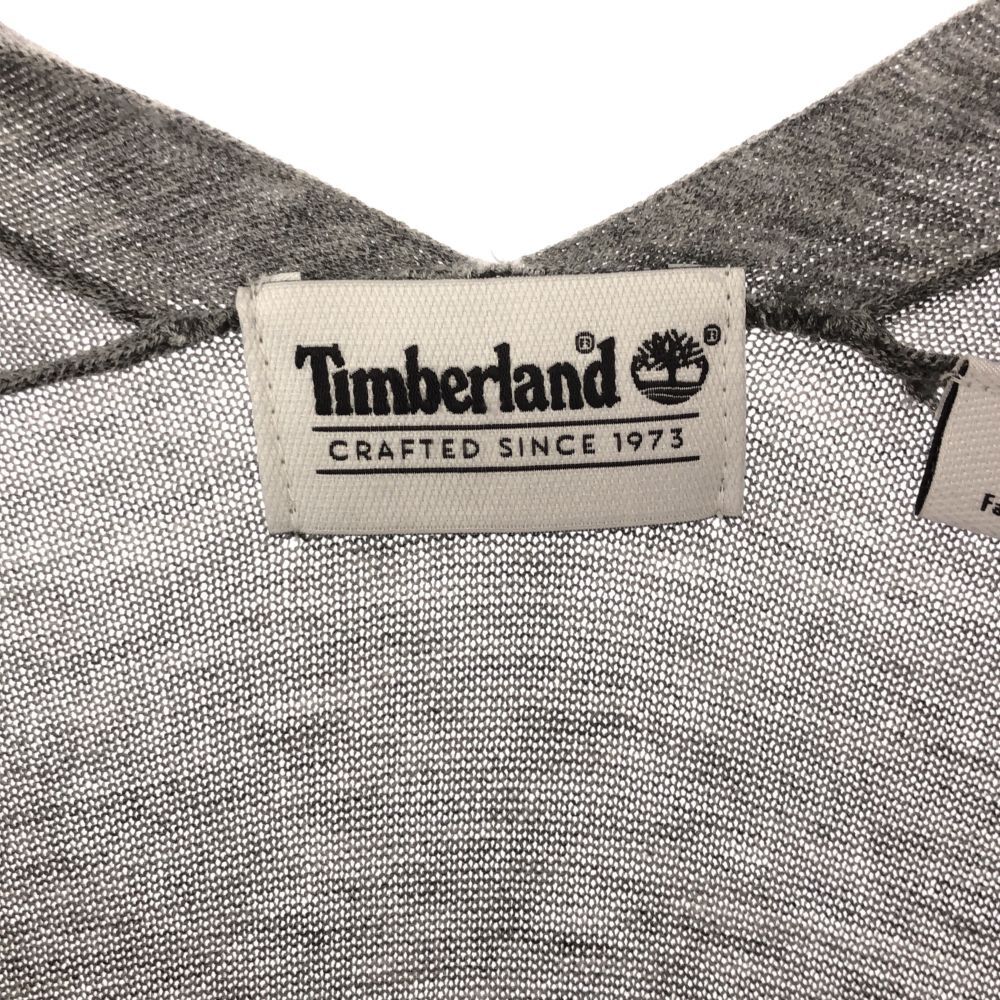 Timberland®
®
CRAFTED SINCE 1973